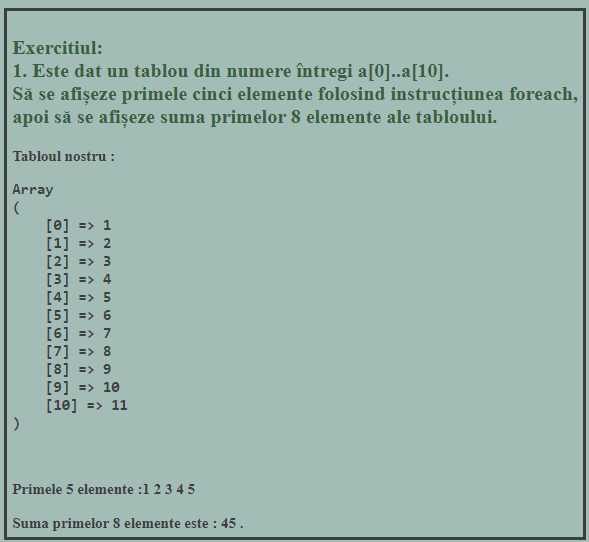 Exercitiul:
1. Este dat un tablou din numere întregi a[0]..a[10].
Să se afișeze primele cinci elemente folosind instrucțiunea foreach,
apoi să se afișeze suma primelor 8 elemente ale tabloului.
Tabloul nostru :
Array
(
    [0] => 1
    [1] => 2
    [2] => 3
    [3] => 4
    [4] => 5
    [5] => 6
    [6] => 7
    [7] => 8
    [8] => 9
    [9] => 10
    [10] => 11
)
Primele 5 elemente :1 2 3 4 5
Suma primelor 8 elemente este : 45 .